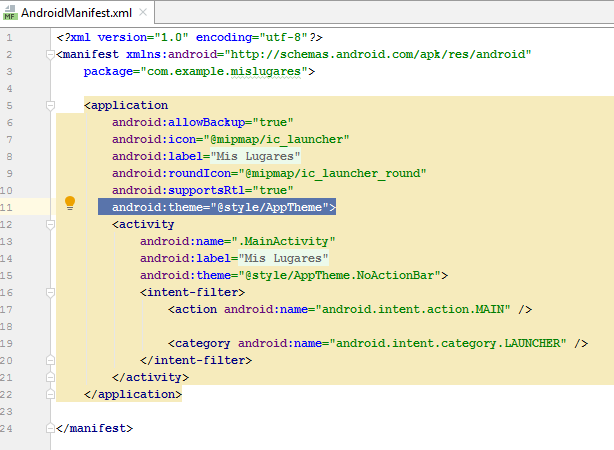 AndroidManifest.xml
1 <?xml version="1.0" encoding="utf-8"?>
2 <manifest xmlns:android="http://schemas.android.com/apk/res/android"
3     package="com.example.mislugares">
4
5     <application
6         android:allowBackup="true"
7         android:icon="@mipmap/ic_launcher"
8         android:label="Mis Lugares"
9         android:roundIcon="@mipmap/ic_launcher_round"
10         android:supportsRtl="true"
11         android:theme="@style/AppTheme">
12         <activity
13             android:name=".MainActivity"
14             android:label="Mis Lugares"
15             android:theme="@style/AppTheme.NoActionBar">
16             <intent-filter>
17                 <action android:name="android.intent.action.MAIN" />
18
19                 <category android:name="android.intent.category.LAUNCHER" />
20             </intent-filter>
21         </activity>
22     </application>
23
24 </manifest>